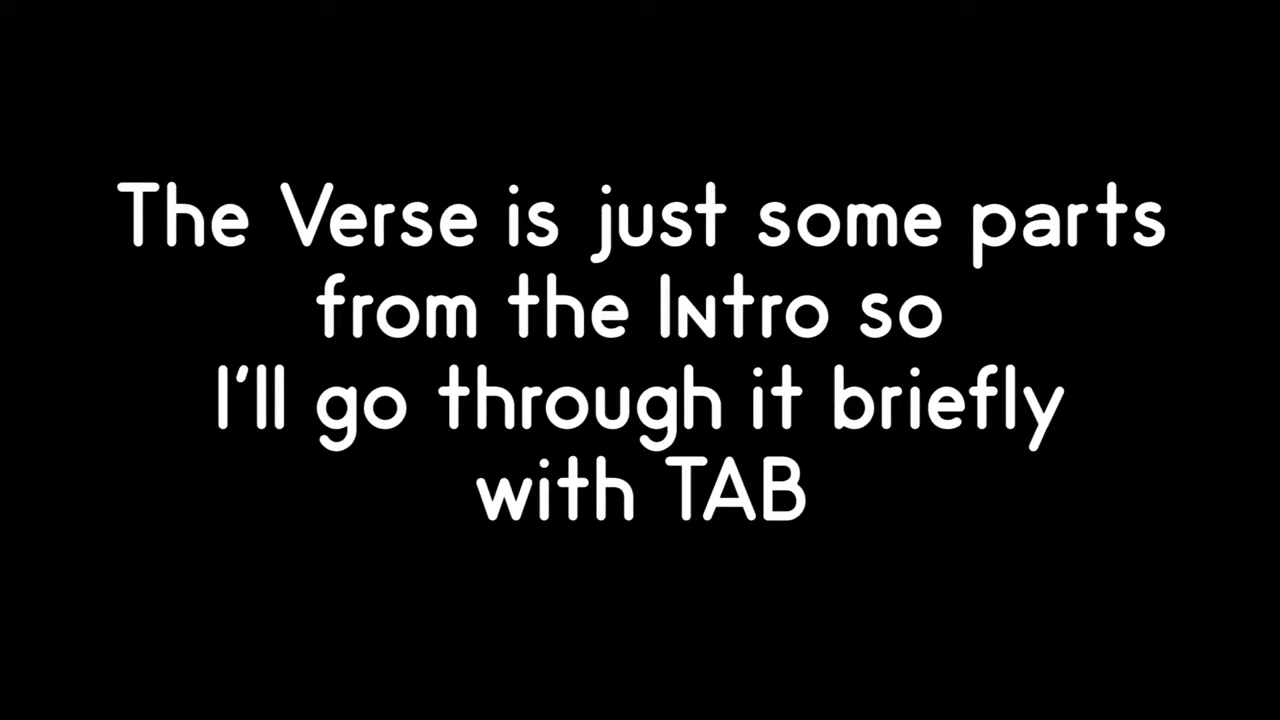 The Verse is just some parts
from the Intro so
I'll go through it briefly
with TAB